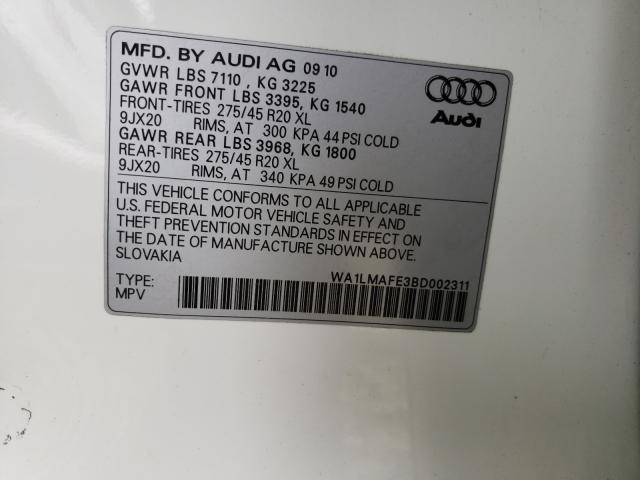 MFD. BY AUDI AG 09 10
GVWR LBS 7110, KG 3225
GAWR FRONT LBS 3395, KG 1540
FRONT-TIRES 275/45 R20 XL
9JX20 RIMS, AT 300 KPA 44 PSI COLD
GAWR REAR LBS 3968, KG 1800
REAR-TIRES 275/45 R20 XL
9JX20 RIMS, AT 340 KPA 49 PSI COLD
Audi
THIS VEHICLE CONFORMS TO ALL APPLICABLE
U.S. FEDERAL MOTOR VEHICLE SAFETY AND
THEFT PREVENTION STANDARDS IN EFFECT ON
THE DATE OF MANUFACTURE SHOWN ABOVE.
SLOVAKIA
WA1LMAFE3BD002311
TYPE:
MPV